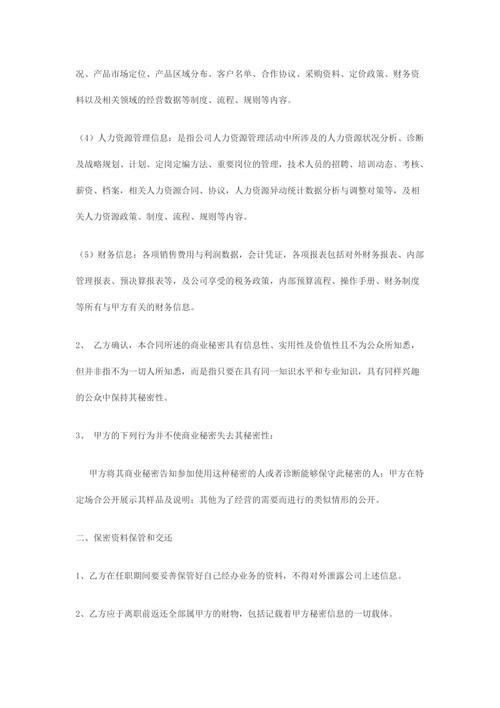 况、产品市场定位、产品区域分布、客户名单、合作协议、采购资料、定价政策、财务资
料以及相关领域的经营数据等制度、流程、规则等内容。
（4）人力资源管理信息：是指公司人力资源管理活动中所涉及的人力资源状况分析、诊断
及战略规划、计划、定岗定编方法、重要岗位的管理，技术人员的招聘、培训动态、考核、
薪资、档案，相关人力资源合同、协议，人力资源异动统计数据分析与调整对策等，及相
关人力资源政策、制度、流程、规则等内容。
（5）财务信息：各项销售费用与利润数据，会计凭证，各项报表包括对外财务报表、内部
管理报表、预决算报表等，及公司享受的税务政策，内部预算流程、操作手册、财务制度
等所有与甲方有关的财务信息。
2、 乙方确认，本合同所述的商业秘密具有信息性、实用性及价值性且不为公众所知悉，
但并非指不为一切人所知悉，而是指只要在具有同一知识水平和专业知识，具有同样兴趣
的公众中保持其秘密性。
3、 甲方的下列行为并不使商业秘密失去其秘密性：
甲方将其商业秘密告知参加使用这种秘密的人或者诊断能够保守此秘密的人；甲方在特
定场合公开展示其样品及说明；其他为了经营的需要而进行的类似情形的公开。
二、保密资料保管和交还
1、乙方在任职期间要妥善保管好自己经办业务的资料，不得对外泄露公司上述信息。
2、乙方应于离职前返还全部属甲方的财物，包括记载着甲方秘密信息的一切载体。